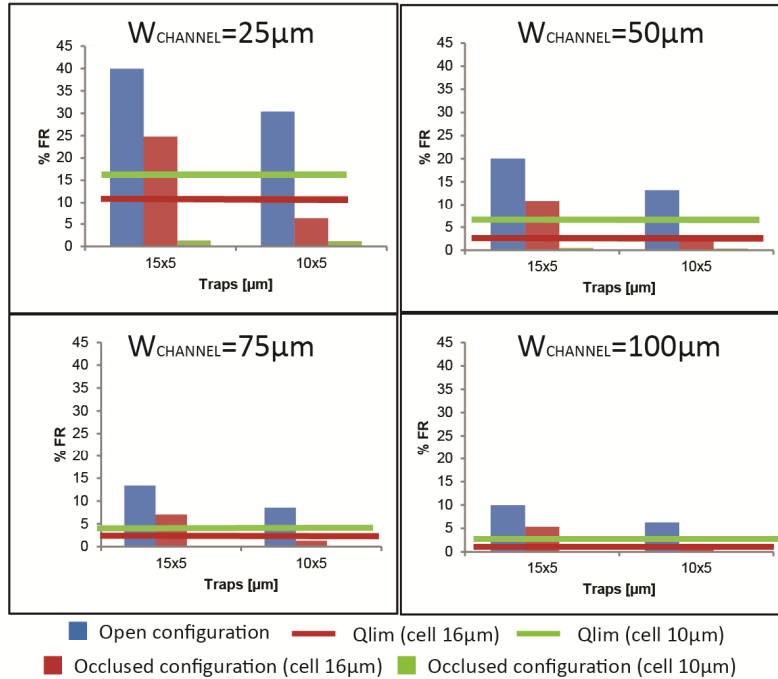 WCHANNEL=25µm
45
40
35
30
25
20
15
10
5
0
% FR
15x5
10x5
Traps [µm]
WCHANNEL=50µm
45
40
35
30
25
20
15
10
5
0
% FR
15x5
10x5
Traps [µm]
WCHANNEL=75µm
45
40
35
30
25
20
15
10
5
0
% FR
15x5
10x5
Traps [µm]
WCHANNEL=100µm
45
40
35
30
25
20
15
10
5
0
% FR
15x5
10x5
Traps [µm]
Open configuration
Qlim (cell 16µm)
Qlim (cell 10µm)
Occlused configuration (cell 16µm)
Occlused configuration (cell 10µm)